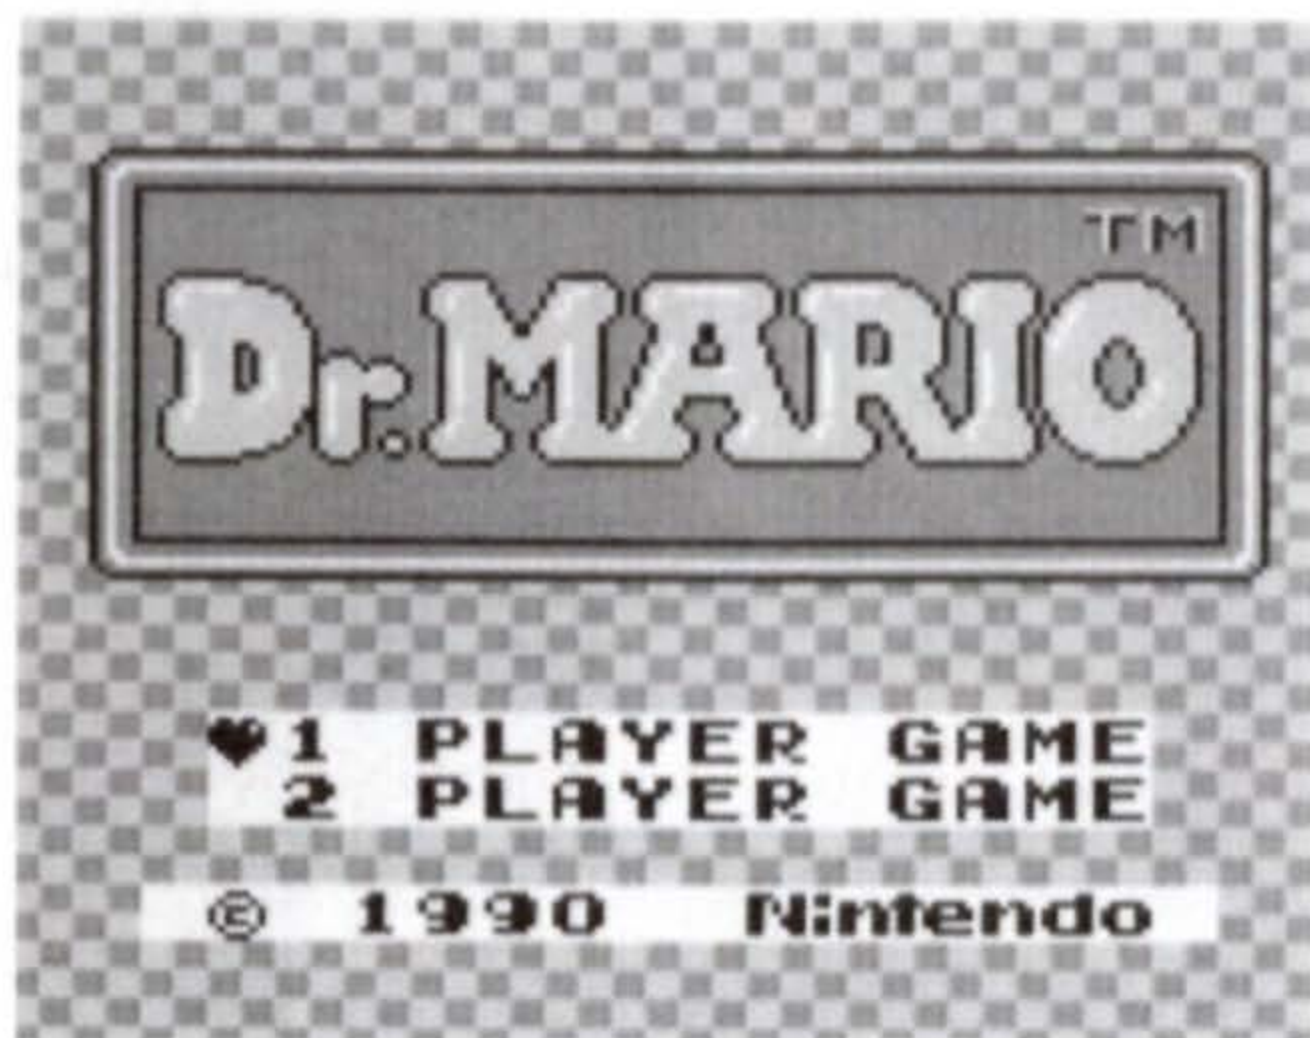 TM
Dr. MARIO
♥1 PLAYER GAME
2 PLAYER GAME
© 1990 Nintendo